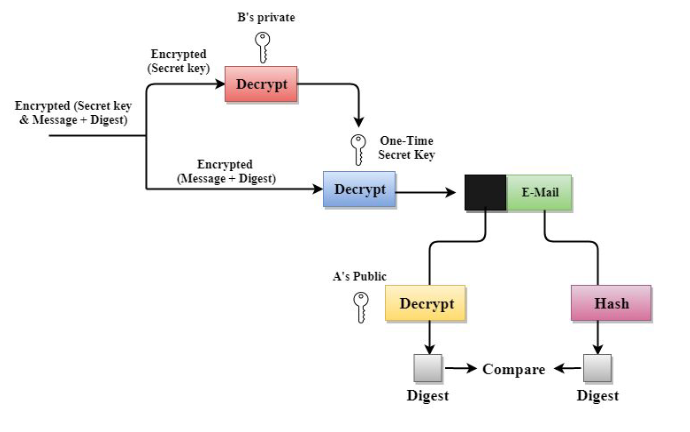 B's private
Encrypted
(Secret key)
Decrypt
Encrypted (Secret key
& Message + Digest)
One-Time
Secret Key
Encrypted
(Message + Digest)
Decrypt
E-Mail
A's Public
Decrypt
Hash
Compare
Digest
Digest